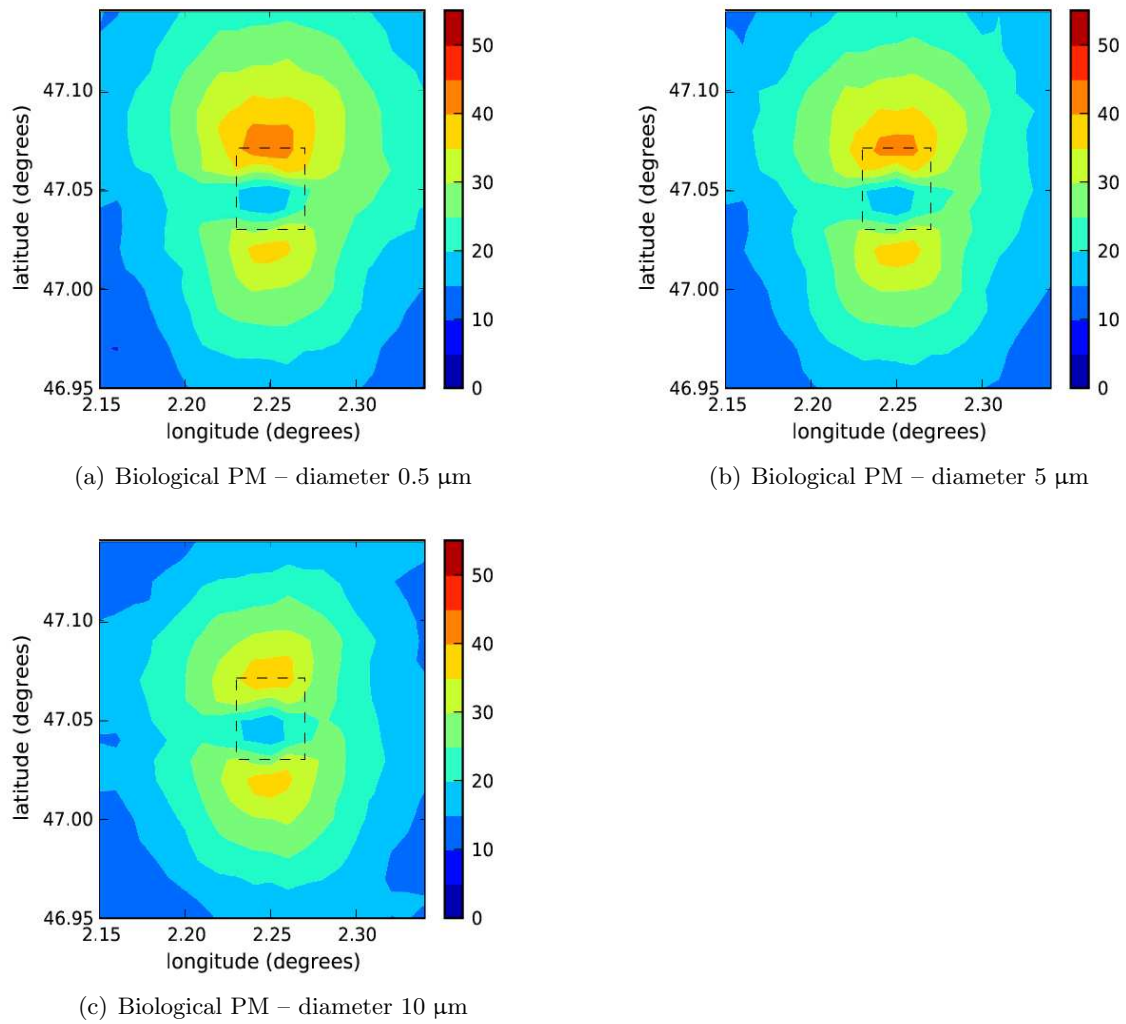 47.10
47.05
47.00
46.95
latitude (degrees)
2.15 2.20 2.25 2.30
longitude (degrees)
50
40
30
20
10
0
(a) Biological PM – diameter 0.5 µm
47.10
47.05
47.00
46.95
latitude (degrees)
2.15 2.20 2.25 2.30
longitude (degrees)
50
40
30
20
10
0
(b) Biological PM – diameter 5 µm
47.10
47.05
47.00
46.95
latitude (degrees)
2.15 2.20 2.25 2.30
longitude (degrees)
50
40
30
20
10
0
(c) Biological PM – diameter 10 µm